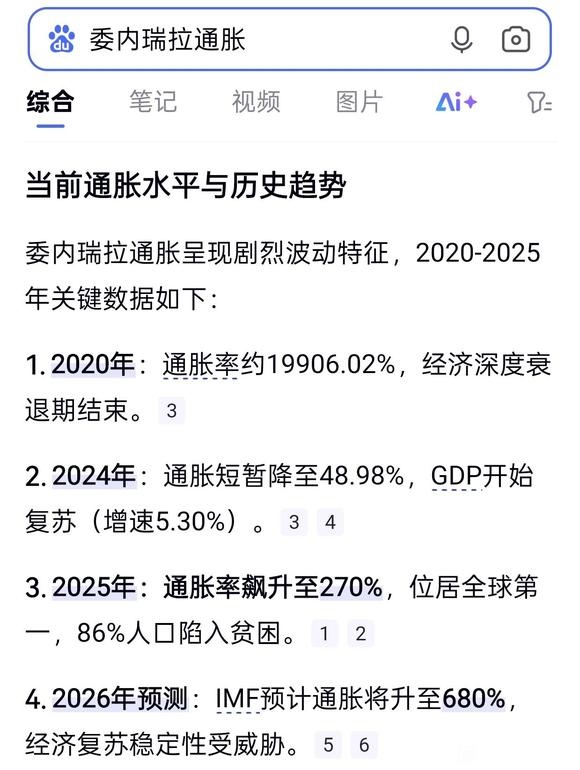 du 委内瑞拉通胀
综合 笔记 视频 图片 Ai
当前通胀水平与历史趋势
委内瑞拉通胀呈现剧烈波动特征，2020-2025
年关键数据如下：
1. 2020年：通胀率约19906.02%，经济深度衰
退期结束。 3
2. 2024年：通胀短暂降至48.98%，GDP开始
复苏（增速5.30%）。 3 4
3. 2025年：通胀率飙升至270%，位居全球第
一，86%人口陷入贫困。 1 2
4. 2026年预测：IMF预计通胀将升至680%，
经济复苏稳定性受威胁。 5 6